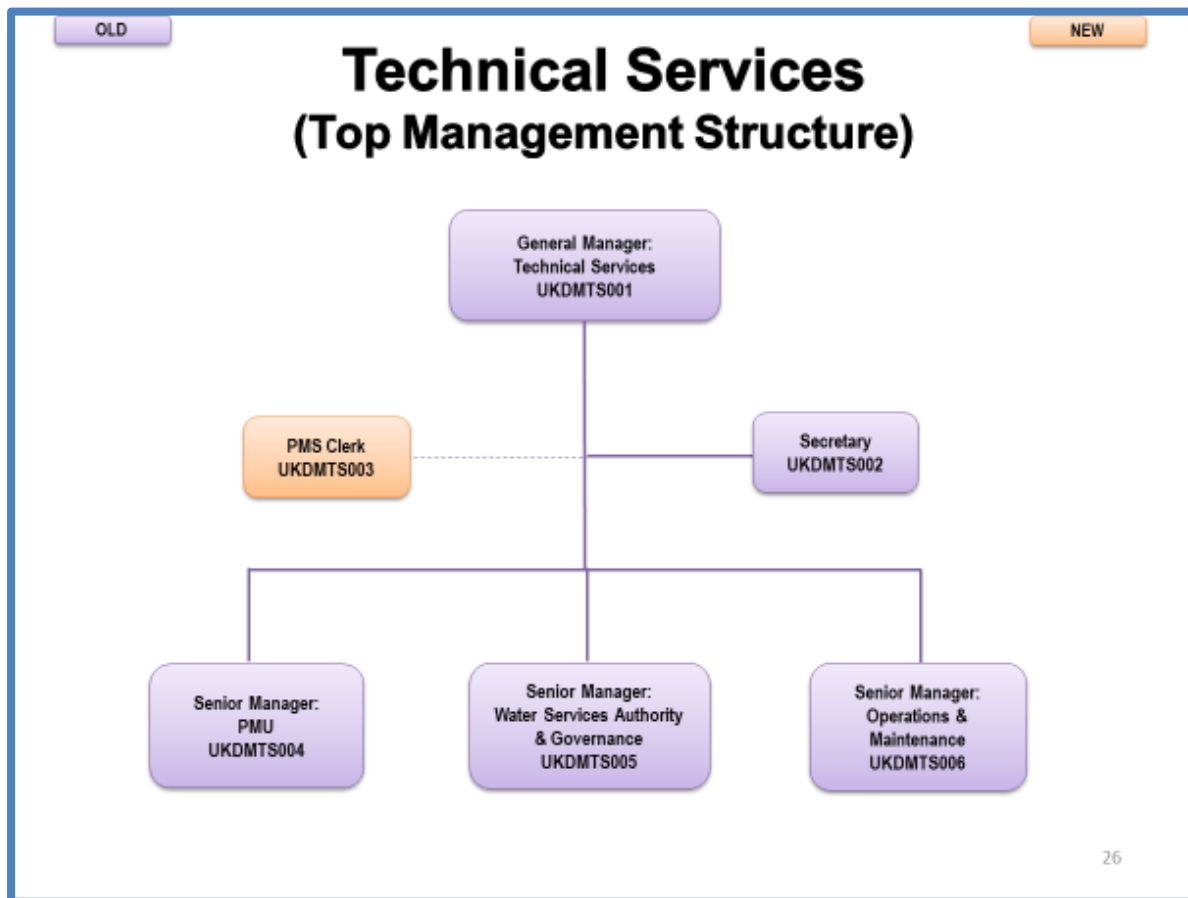 OLD
NEW
Technical Services
(Top Management Structure)
General Manager:
Technical Services
UKDMTS001
PMS Clerk
UKDMTS003
Secretary
UKDMTS002
Senior Manager:
PMU
UKDMTS004
Senior Manager:
Water Services Authority
& Governance
UKDMTS005
Senior Manager:
Operations &
Maintenance
UKDMTS006
26